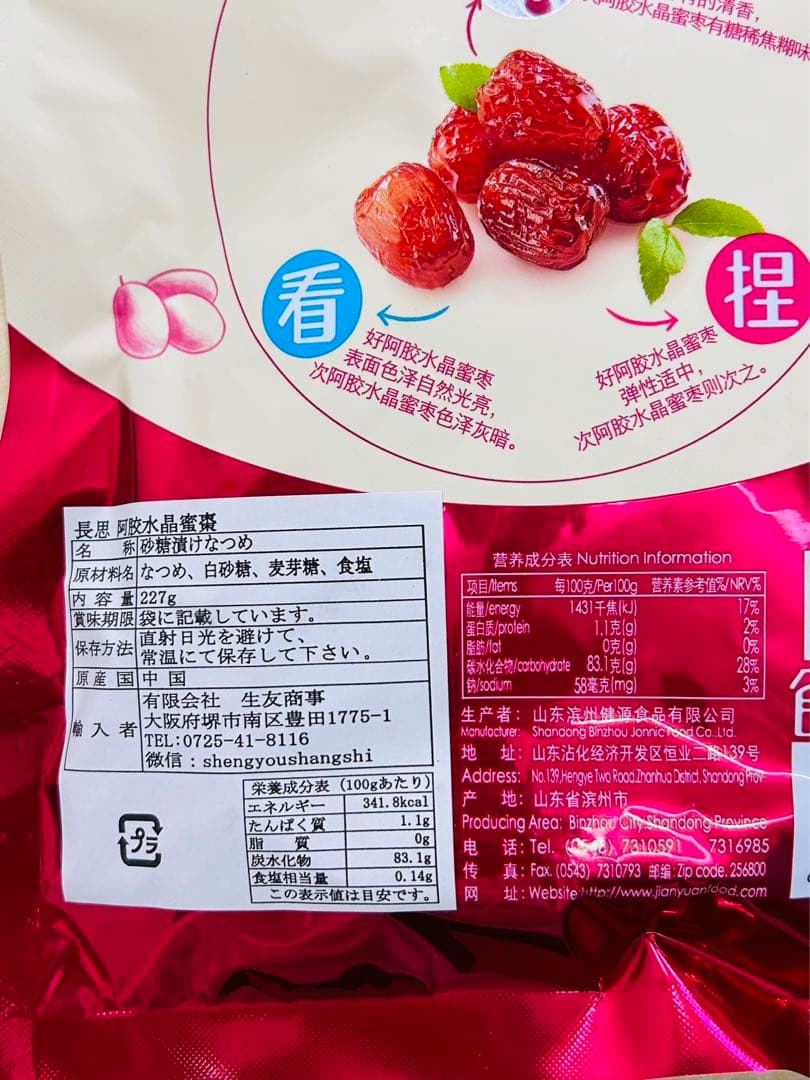 的清香，
阿胶水晶蜜枣有糖稀焦糊味
看
捏
好阿胶水晶蜜枣
表面色泽自然光亮，
次阿胶水晶蜜枣色泽灰暗。
好阿胶水晶蜜枣
弹性适中，
次阿胶水晶蜜枣则次之。
長思 阿胶水晶蜜棗
名 称 砂糖漬けなつめ
原材料名 なつめ、白砂糖、麦芽糖、食塩
内容量 227g
賞味期限 袋に記載しています。
保存方法 直射日光を避けて、
常温にて保存して下さい。
原産国 中国
輸入者 有限会社 生友商事
大阪府堺市南区豊田1775-1
TEL:0725-41-8116
微信：shengyoushangshi
栄養成分表（100gあたり）
エネルギー 341.8kcal
たんぱく質 1.1g
脂質 0g
炭水化物 83.1g
食塩相当量 0.14g
この表示値は目安です。
プラ
营养成分表 Nutrition Information
项目/Items 每100克/Per100g 营养素参考值%/NRV%
能量/energy 1431千焦(kJ) 17%
蛋白质/protein 1.1克(g) 2%
脂肪/fat 0克(g) 0%
碳水化合物/carbohydrate 83.1克(g) 28%
钠/sodium 58毫克(mg) 3%
生产者：山东滨州健源食品有限公司
Manufacturer: Shandong Binzhou Jonnic Food Co.,Ltd.
地 址：山东沾化经济开发区恒业二路139号
Address: No.139,Hengye Two Road,Zhanhua District, Shandong Prov.
产 地：山东省滨州市
Producing Area: Binzhou City,Shandong Province
电 话：Tel. (0543) 7310591 7316985
传 真：Fax. (0543) 7310793 邮编：Zip code. 256800
网 址：Website:http://www.jianyuanfood.com